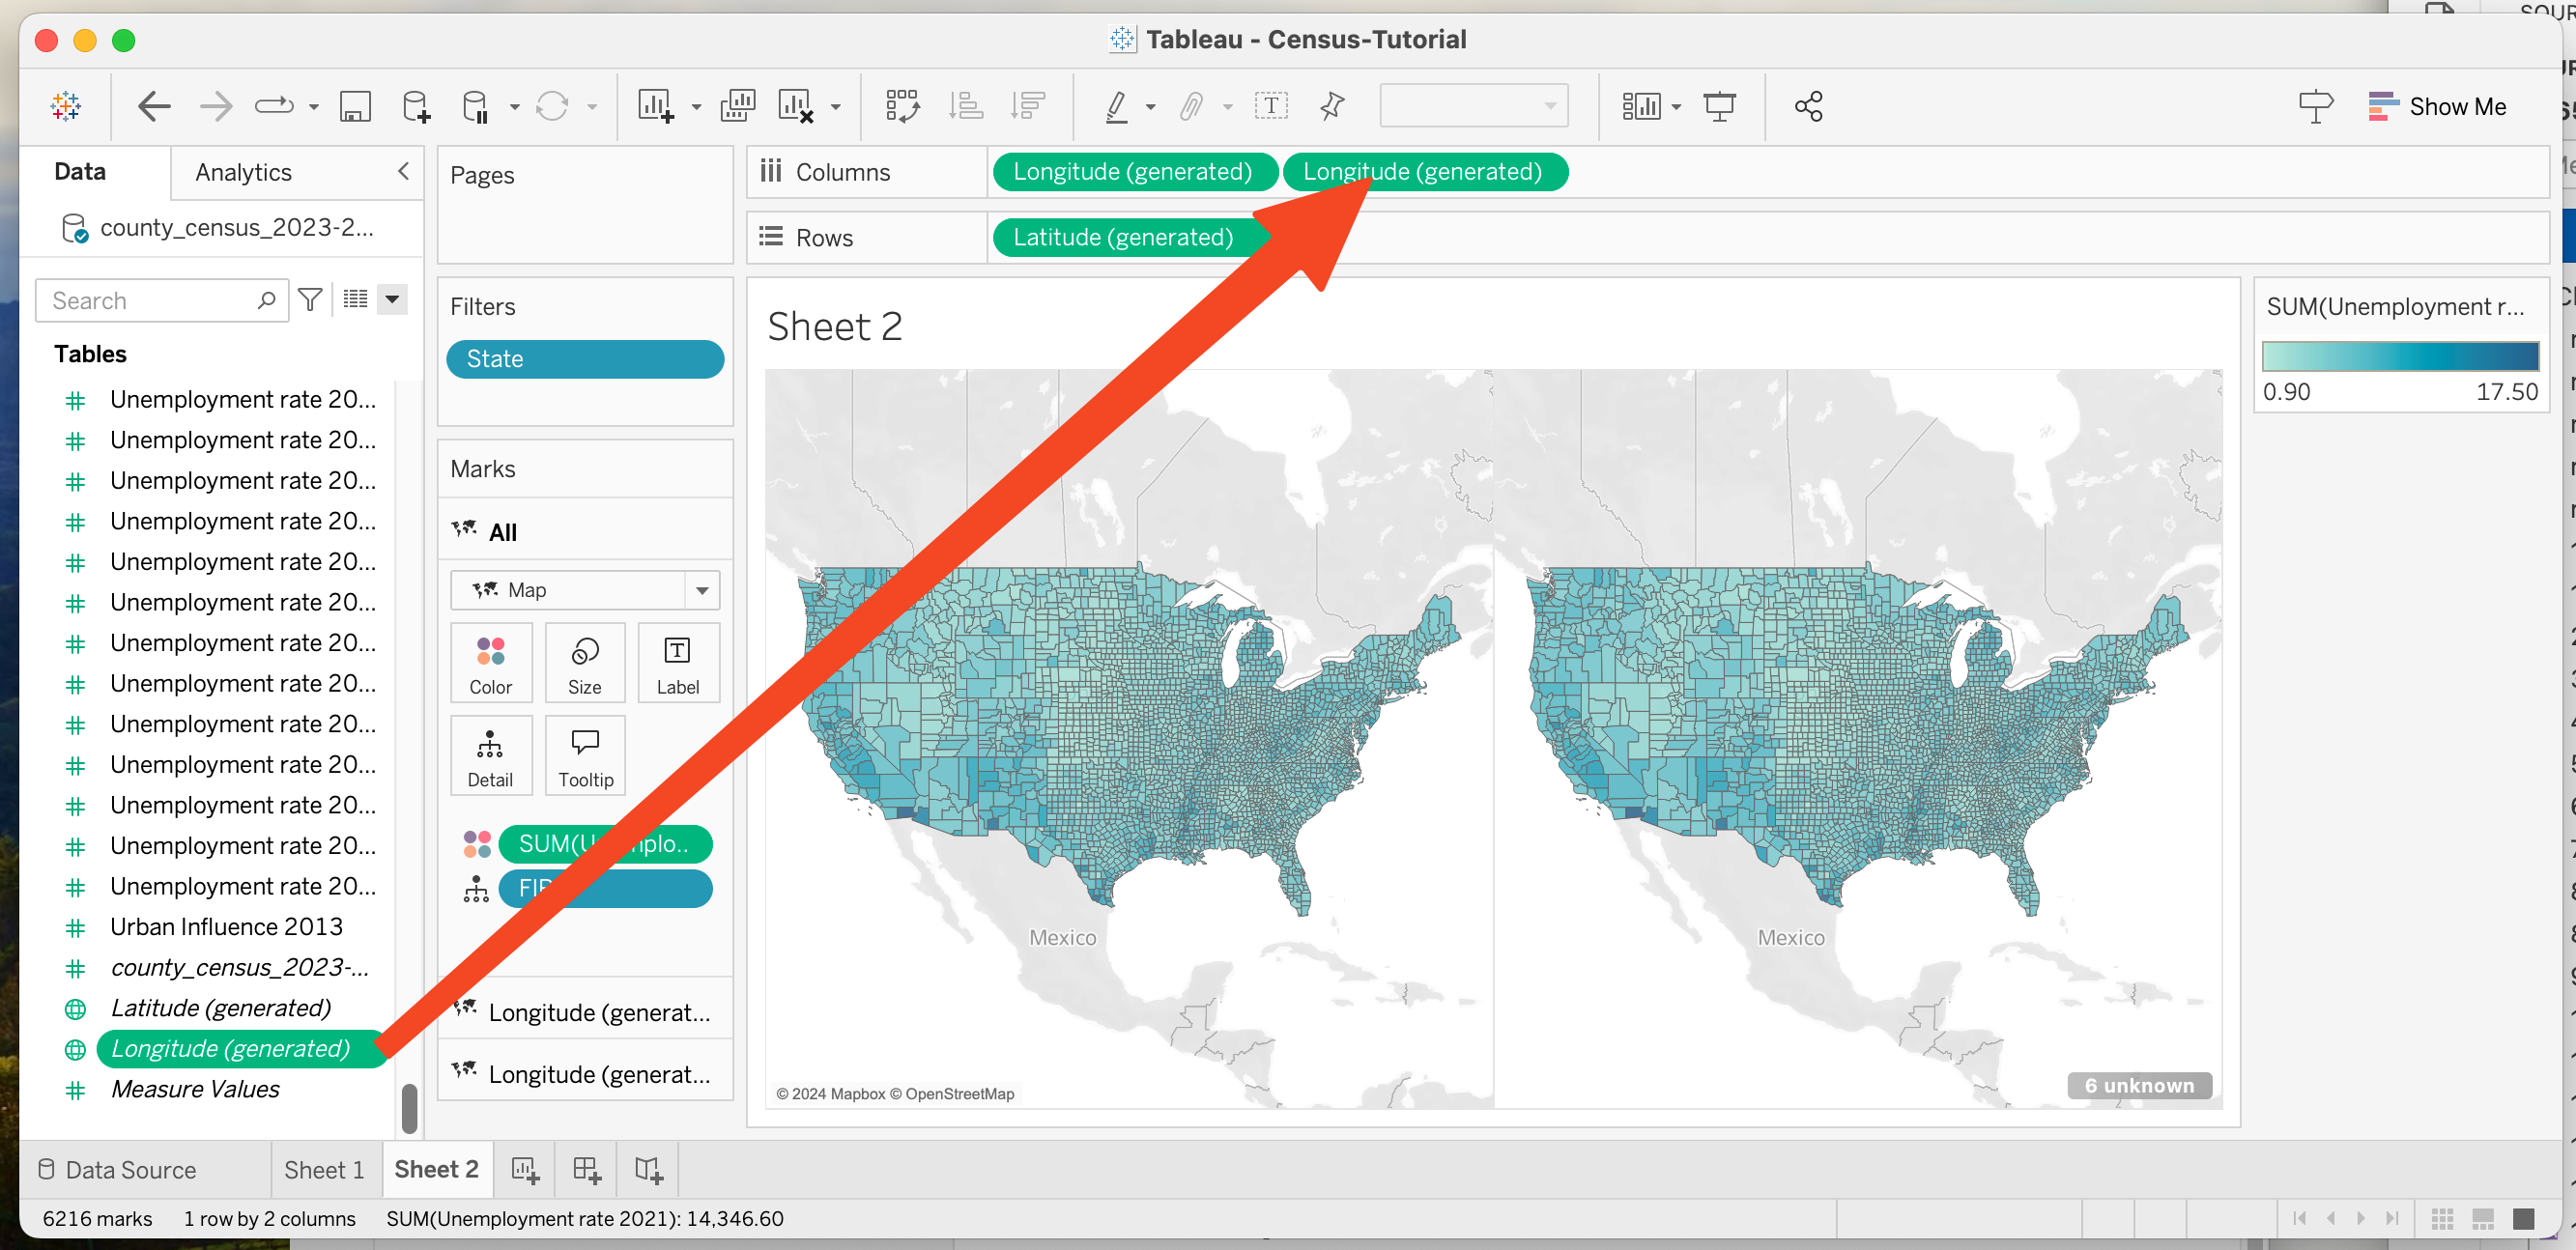 Tableau - Census-Tutorial
Show Me
Data
Analytics
Pages
Columns
Longitude (generated)
Longitude (generated)
county_census_2023-2...
Rows
Latitude (generated)
Search
Filters
State
Sheet 2
SUM(Unemployment r...
0.90
17.50
Tables
Unemployment rate 20...
Unemployment rate 20...
Unemployment rate 20...
Unemployment rate 20...
Unemployment rate 20...
Unemployment rate 20...
Unemployment rate 20...
Unemployment rate 20...
Unemployment rate 20...
Unemployment rate 20...
Unemployment rate 20...
Unemployment rate 20...
Unemployment rate 20...
Urban Influence 2013
county_census_2023-...
Latitude (generated)
Longitude (generated)
Measure Values
Marks
All
Map
Color
Size
Label
Detail
Tooltip
Longitude (generat...
Longitude (generat...
Mexico
Mexico
© 2024 Mapbox © OpenStreetMap
6 unknown
Data Source
Sheet 1
Sheet 2
6216 marks
1 row by 2 columns
SUM(Unemployment rate 2021): 14,346.60